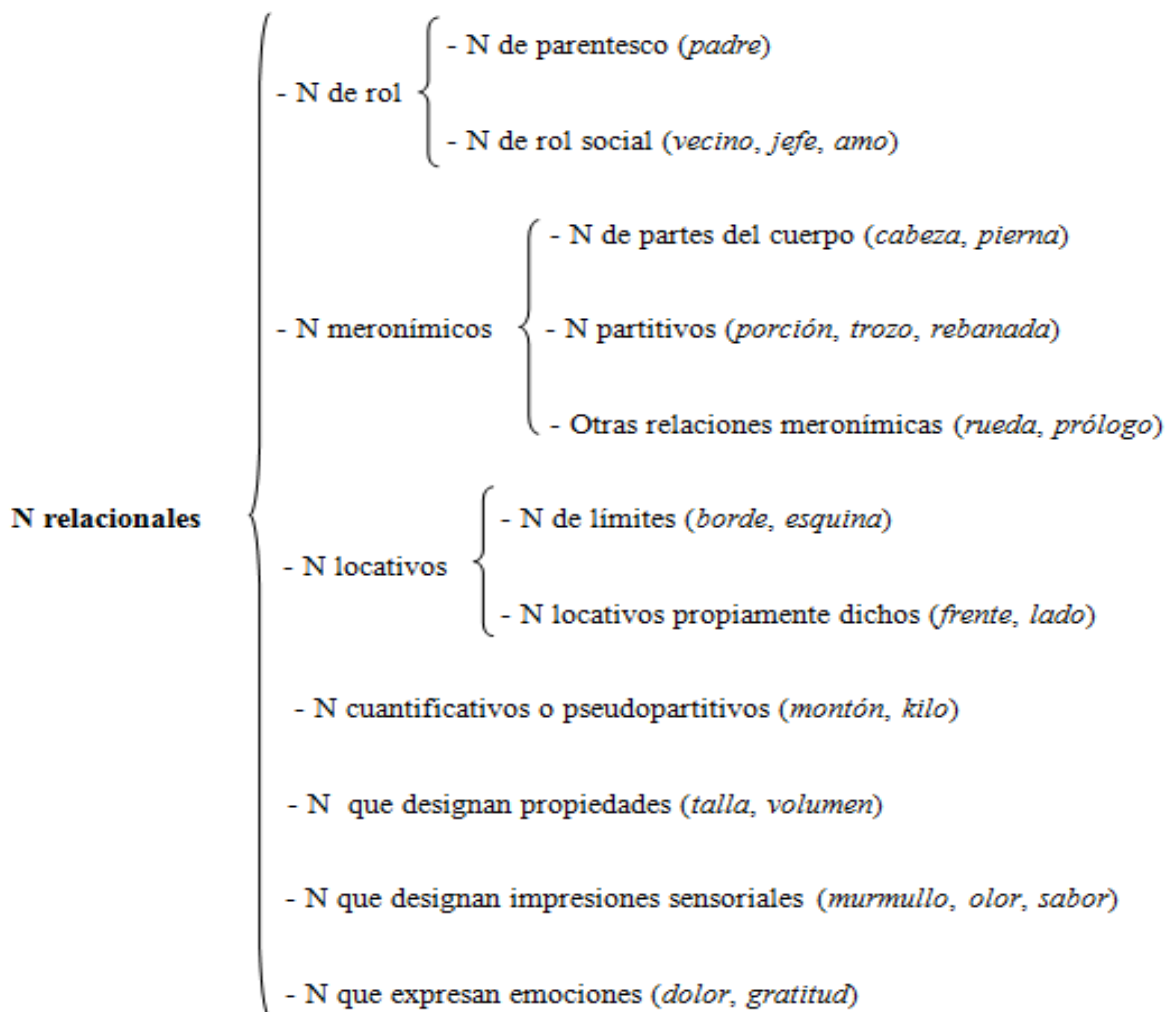 - N de parentesco (padre)
- N de rol
- N de rol social (vecino, jefe, amo)
- N de partes del cuerpo (cabeza, pierna)
- N meronímicos
- N partitivos (porción, trozo, rebanada)
- Otras relaciones meronímicas (rueda, prólogo)
N relacionales
- N de límites (borde, esquina)
- N locativos
- N locativos propiamente dichos (frente, lado)
- N cuantificativos o pseudopartitivos (montón, kilo)
- N que designan propiedades (talla, volumen)
- N que designan impresiones sensoriales (murmullo, olor, sabor)
- N que expresan emociones (dolor, gratitud)